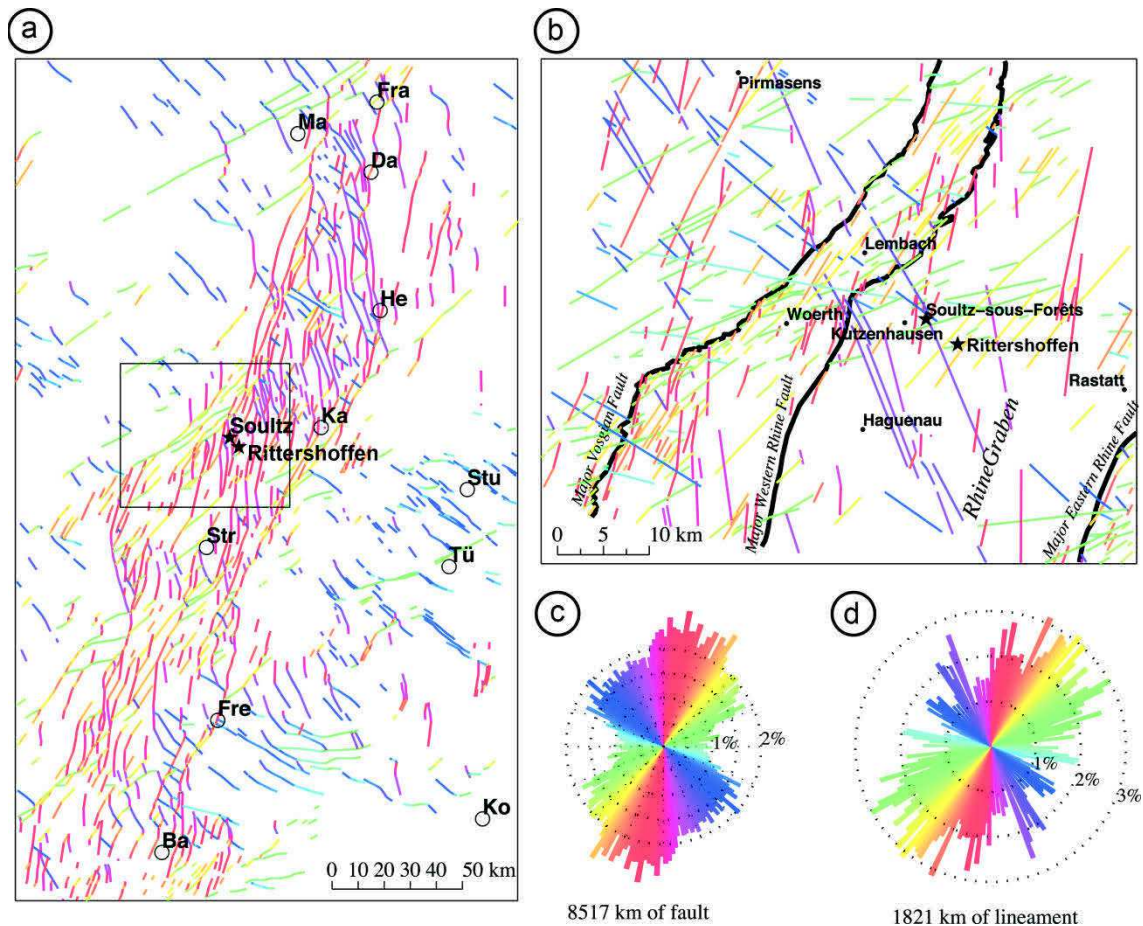 a
Fra
Ma
Da
He
Soultz
Rittershoffen
Ka
Stu
Str
Tü
Fre
Ko
Ba
0 10 20 30 40 50 km
b
Pirmasens
Lembach
Woerth
Soultz-sous-Forêts
Kutzenhausen
Rittershoffen
Rastatt
Haguenau
Major Vosgian Fault
Major Western Rhine Fault
RhineGraben
Major Eastern Rhine Fault
0 5 10 km
c
1%
2%
8517 km of fault
d
1%
2%
3%
1821 km of lineament